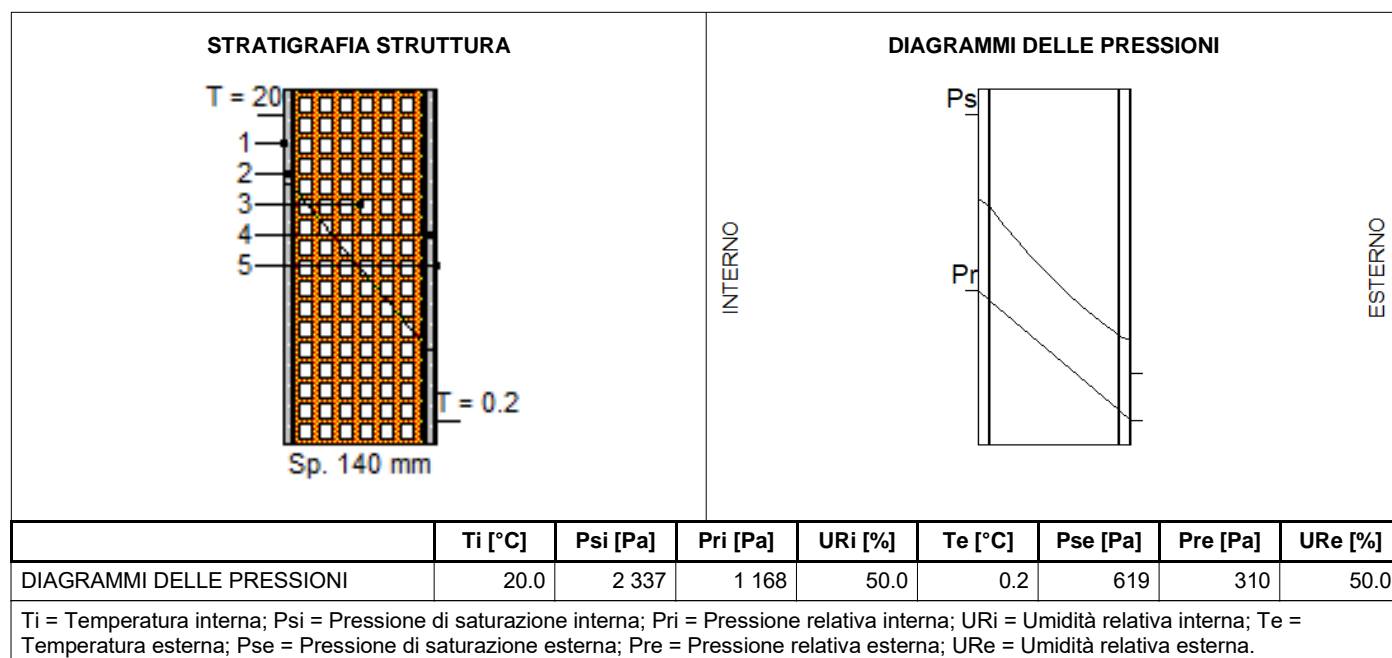 STRATIGRAFIA STRUTTURA
T = 20
1
2
3
4
5
T = 0.2
Sp. 140 mm
DIAGRAMMI DELLE PRESSIONI
Ps
Pr
INTERNO
ESTERNO
Ti [°C] Psi [Pa] Pri [Pa] URi [%] Te [°C] Pse [Pa] Pre [Pa] URe [%]
DIAGRAMMI DELLE PRESSIONI 20.0 2 337 1 168 50.0 0.2 619 310 50.0
Ti = Temperatura interna; Psi = Pressione di saturazione interna; Pri = Pressione relativa interna; URi = Umidità relativa interna; Te =
Temperatura esterna; Pse = Pressione di saturazione esterna; Pre = Pressione relativa esterna; URe = Umidità relativa esterna.